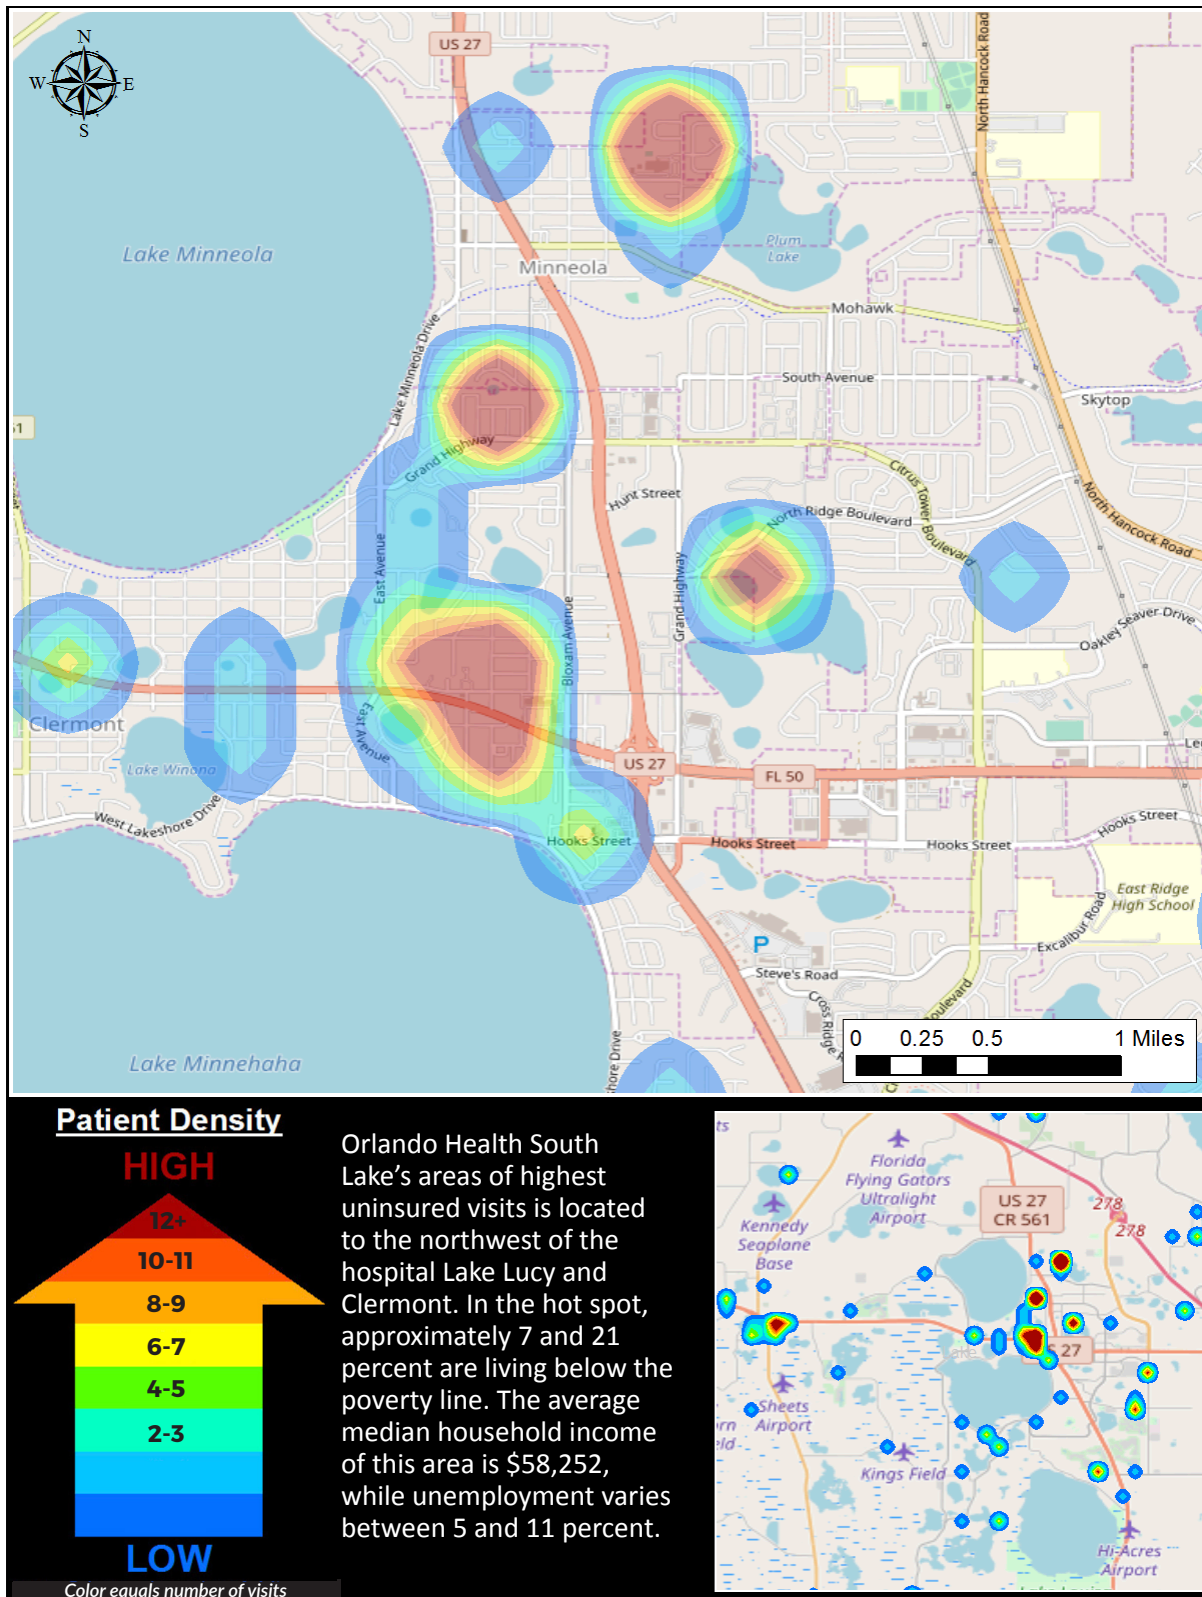 N
W
E
S
US 27
North Hancock Road
Lake Minneola
Plum
Lake
Minneola
Mohawk
Lake Minneola Drive
South Avenue
Skytop
Grand Highway
Citrus Tower Boulevard
Hunt Street
North Ridge Boulevard
North Hancock Road
East Avenue
Grand Highway
Bloxam Avenue
Oakley Seaver Drive
Clermont
East Avenue
Lake Winona
US 27
FL 50
West Lakeshore Drive
Hooks Street
Hooks Street
Hooks Street
Hooks Street
East Ridge
High School
Excalibur Road
P
Steve's Road
Cross Ridge R
oulevard
hore Drive
Lake Minnehaha
0 0.25 0.5 1 Miles
Patient Density
HIGH
12+
10-11
8-9
6-7
4-5
2-3
LOW
Color equals number of visits
Orlando Health South
Lake’s areas of highest
uninsured visits is located
to the northwest of the
hospital Lake Lucy and
Clermont. In the hot spot,
approximately 7 and 21
percent are living below the
poverty line. The average
median household income
of this area is $58,252,
while unemployment varies
between 5 and 11 percent.
ts
Florida
Flying Gators
Ultralight
Airport
US 27
CR 561
278
278
Kennedy
Seaplane
Base
S 27
Sheets
Airport
rn
eld
Kings Field
Hi-Acres
Airport